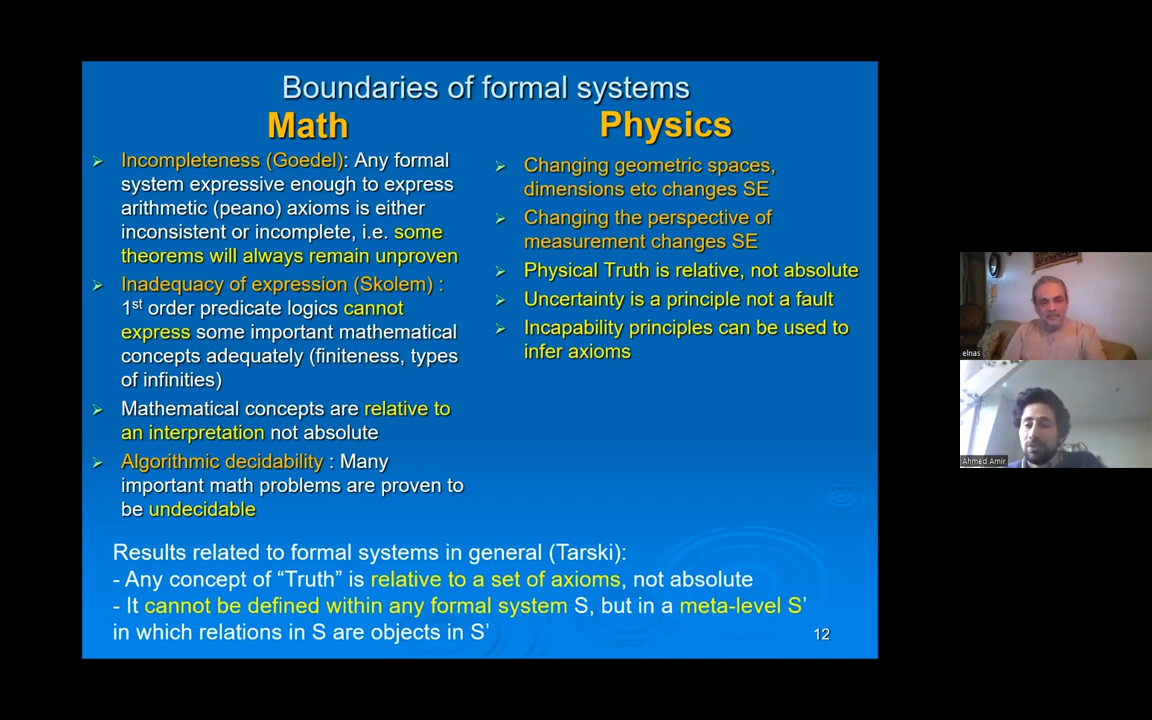 Boundaries of formal systems
Math
Incompleteness (Goedel): Any formal
system expressive enough to express
arithmetic (peano) axioms is either
inconsistent or incomplete, i.e. some
theorems will always remain unproven
Inadequacy of expression (Skolem) :
1st order predicate logics cannot
express some important mathematical
concepts adequately (finiteness, types
of infinities)
Mathematical concepts are relative to
an interpretation not absolute
Algorithmic decidability : Many
important math problems are proven to
be undecidable
Physics
Changing geometric spaces,
dimensions etc changes SE
Changing the perspective of
measurement changes SE
Physical Truth is relative, not absolute
Uncertainty is a principle not a fault
Incapability principles can be used to
infer axioms
Results related to formal systems in general (Tarski):
- Any concept of “Truth” is relative to a set of axioms, not absolute
- It cannot be defined within any formal system S, but in a meta-level S’
in which relations in S are objects in S’
12
elnas
Ahmed Amir